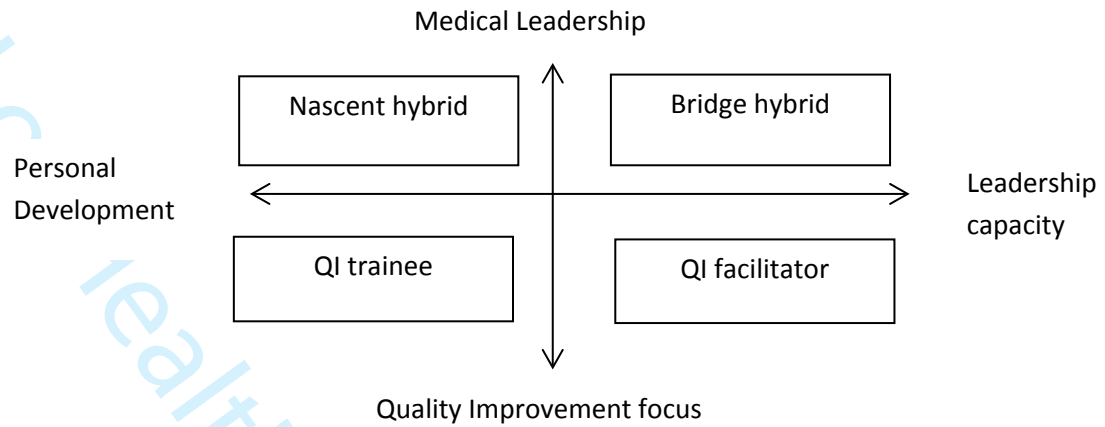 Medical Leadership
Nascent hybrid
Bridge hybrid
Personal
Development
Leadership
capacity
QI trainee
QI facilitator
Quality Improvement focus